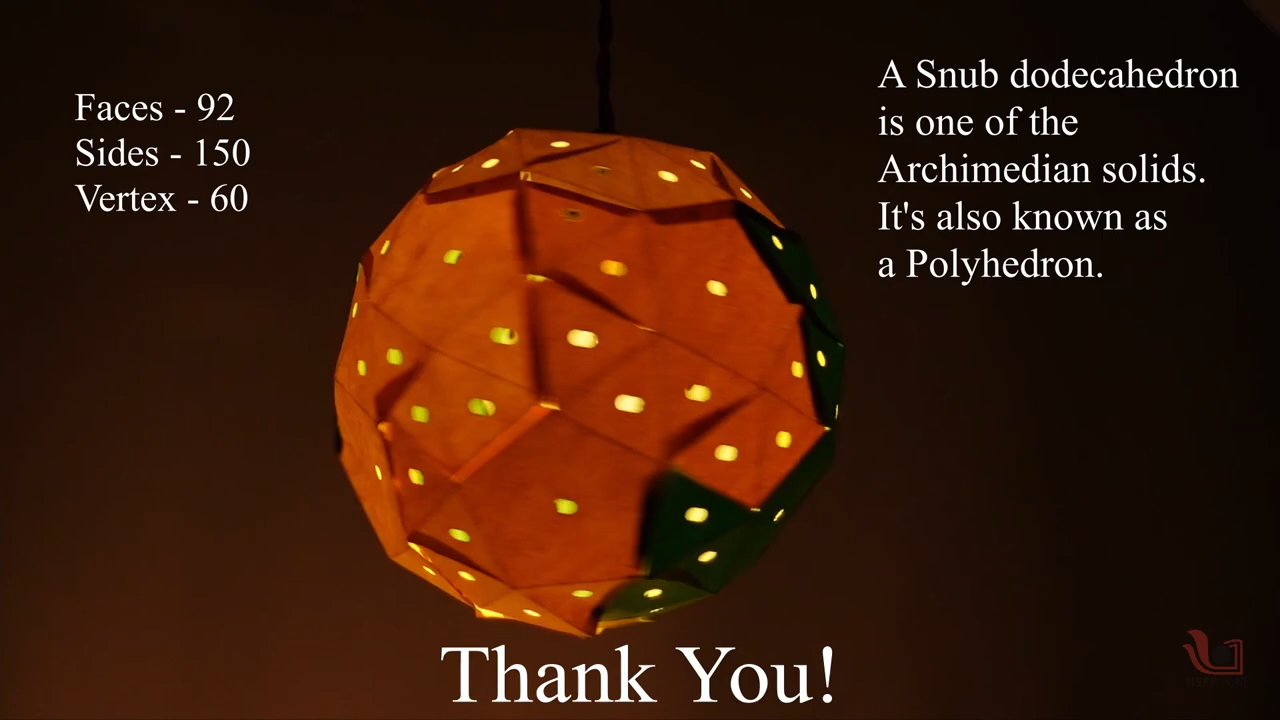 Faces - 92
Sides - 150
Vertex - 60
A Snub dodecahedron
is one of the
Archimedian solids.
It's also known as
a Polyhedron.
Thank You!